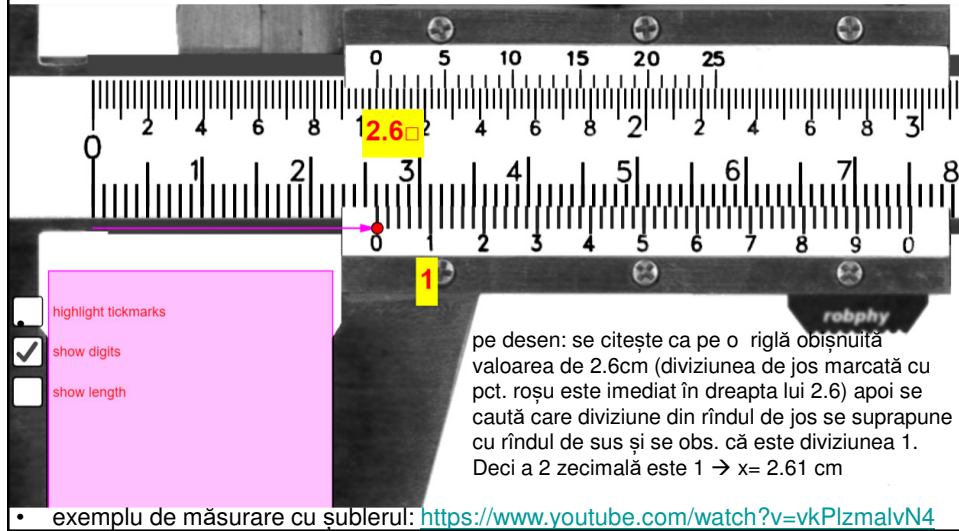 0 5 10 15 20 25
2 4 6 8 1 2 4 6 8 2 2 4 6 8 3
2.6□
0
1 2 3 4 5 6 7 8
0 1 2 3 4 5 6 7 8 9 0
1
robphy
highlight tickmarks
show digits
show length
pe desen: se citește ca pe o riglă obișnuită
valoarea de 2.6cm (diviziunea de jos marcată cu
pct. roșu este imediat în dreapta lui 2.6) apoi se
caută care diviziune din rîndul de jos se suprapune
cu rîndul de sus și se obs. că este diviziunea 1.
Deci a 2 zecimală este 1 → x= 2.61 cm
• exemplu de măsurare cu șublerul: https://www.youtube.com/watch?v=vkPlzmalvN4